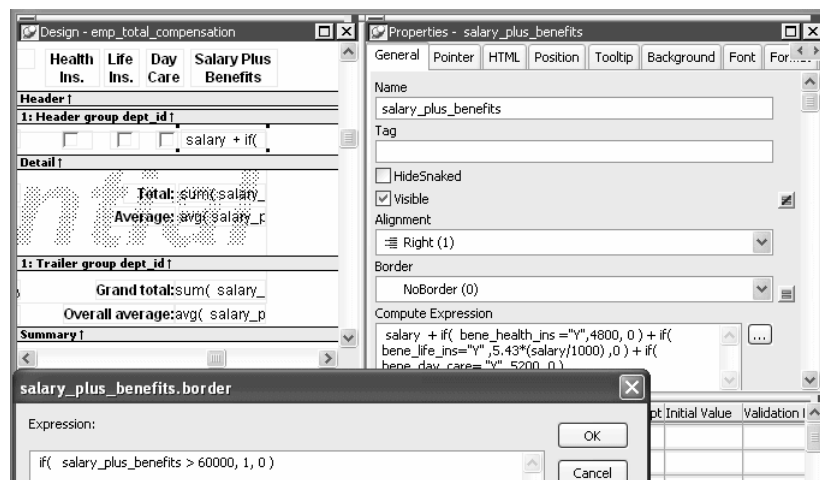 Design - emp_total_compensation
Health Ins.
Life Ins.
Day Care
Salary Plus Benefits
Header ↑
1: Header group dept_id ↑
salary + if(
Detail ↑
Total: sum( salary_
Average: avg( salary_p
1: Trailer group dept_id ↑
Grand total: sum( salary_
Overall average: avg( salary_p
Summary ↑
Properties - salary_plus_benefits
General Pointer HTML Position Tooltip Background Font
Name
salary_plus_benefits
Tag
HideSnaked
Visible
Alignment
Right (1)
Border
NoBorder (0)
Compute Expression
salary + if( bene_health_ins ="Y",4800, 0 ) + if(
bene_life_ins="Y" ,5.43*(salary/1000) ,0 ) + if(
bene_day_care= "Y", 5200, 0 )
...
salary_plus_benefits.border
Expression:
if( salary_plus_benefits > 60000, 1, 0 )
OK
Cancel
pt Initial Value Validation